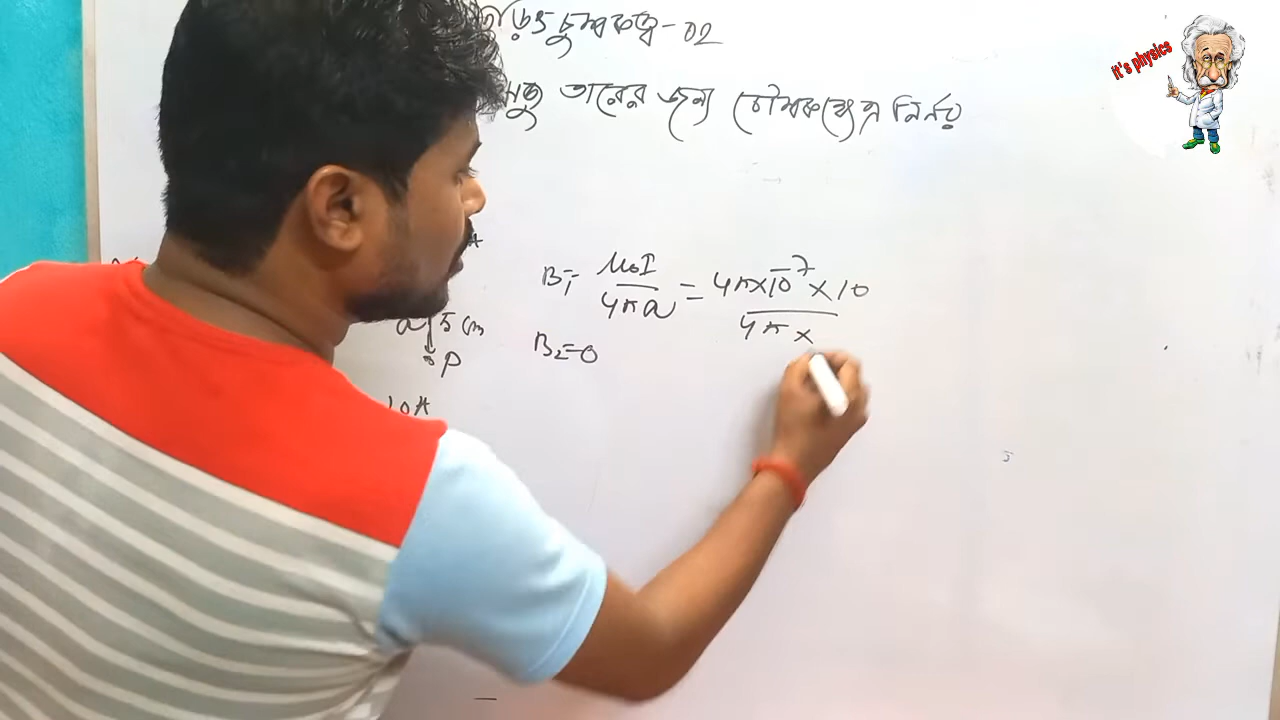 চুম্বকত্ব-02
তারের জন্য চৌম্বকক্ষেত্র নির্নয়
it's physics
B₁= μ₀I/4πa = 4π×10⁻⁷×10/4π×
a 5 cm
B₂=0
P
10A